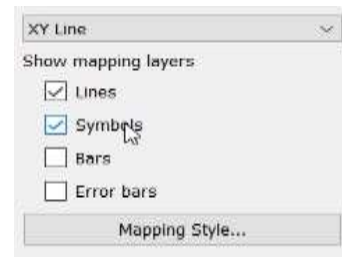 XY Line
Show mapping layers
Lines
Symbols
Bars
Error bars
Mapping Style...